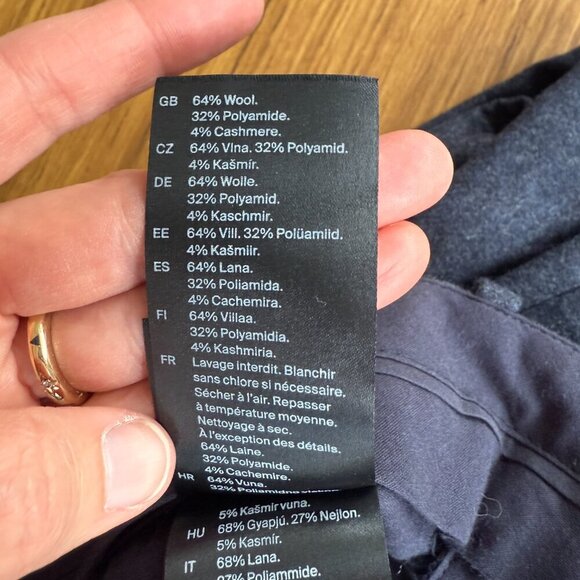 GB 64% Wool.
32% Polyamide.
4% Cashmere.
CZ 64% Vlna. 32% Polyamid.
4% Kašmír.
DE 64% Wolle.
32% Polyamid.
4% Kaschmir.
EE 64% Vill. 32% Polüamiid.
4% Kašmiir.
ES 64% Lana.
32% Poliamida.
4% Cachemira.
FI 64% Villaa.
32% Polyamidia.
4% Kashmiria.
FR Lavage interdit. Blanchir
sans chlore si nécessaire.
Sécher à l'air. Repasser
à température moyenne.
Nettoyage à sec.
À l'exception des détails.
64% Laine.
32% Polyamide.
4% Cachemire.
HR 64% Vuna.
32%
5% Kašmir vuna.
HU 68% Gyapjú. 27% Nejlon.
5% Kasmír.
IT 68% Lana.
27% Poliammide.